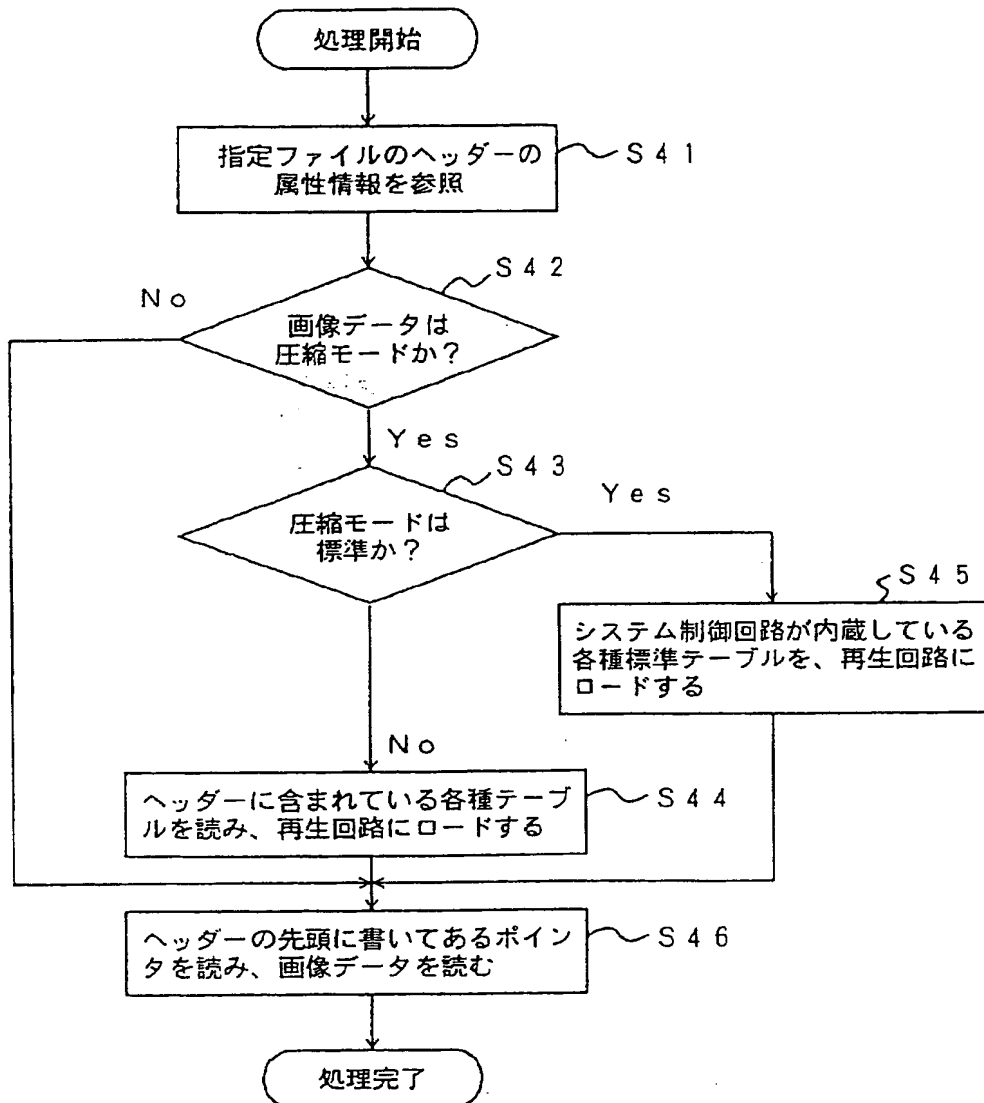 処理開始
指定ファイルのヘッダーの
属性情報を参照
S41
S42
No
画像データは
圧縮モードか?
Yes
S43
Yes
圧縮モードは
標準か?
S45
システム制御回路が内蔵している
各種標準テーブルを、再生回路に
ロードする
No
ヘッダーに含まれている各種テーブ
ルを読み、再生回路にロードする
S44
ヘッダーの先頭に書いてあるポイン
タを読み、画像データを読む
S46
処理完了